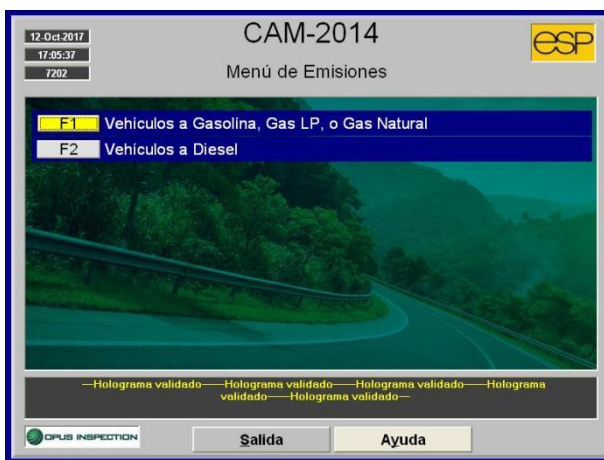 12-Oct-2017
17:05:37
7202
CAM-2014
Menú de Emisiones
esp
F1 Vehículos a Gasolina, Gas LP, o Gas Natural
F2 Vehículos a Diesel
—Holograma validado——Holograma validado——Holograma validado——Holograma
validado——Holograma validado—
OPUS INSPECTION
Salida
Ayuda